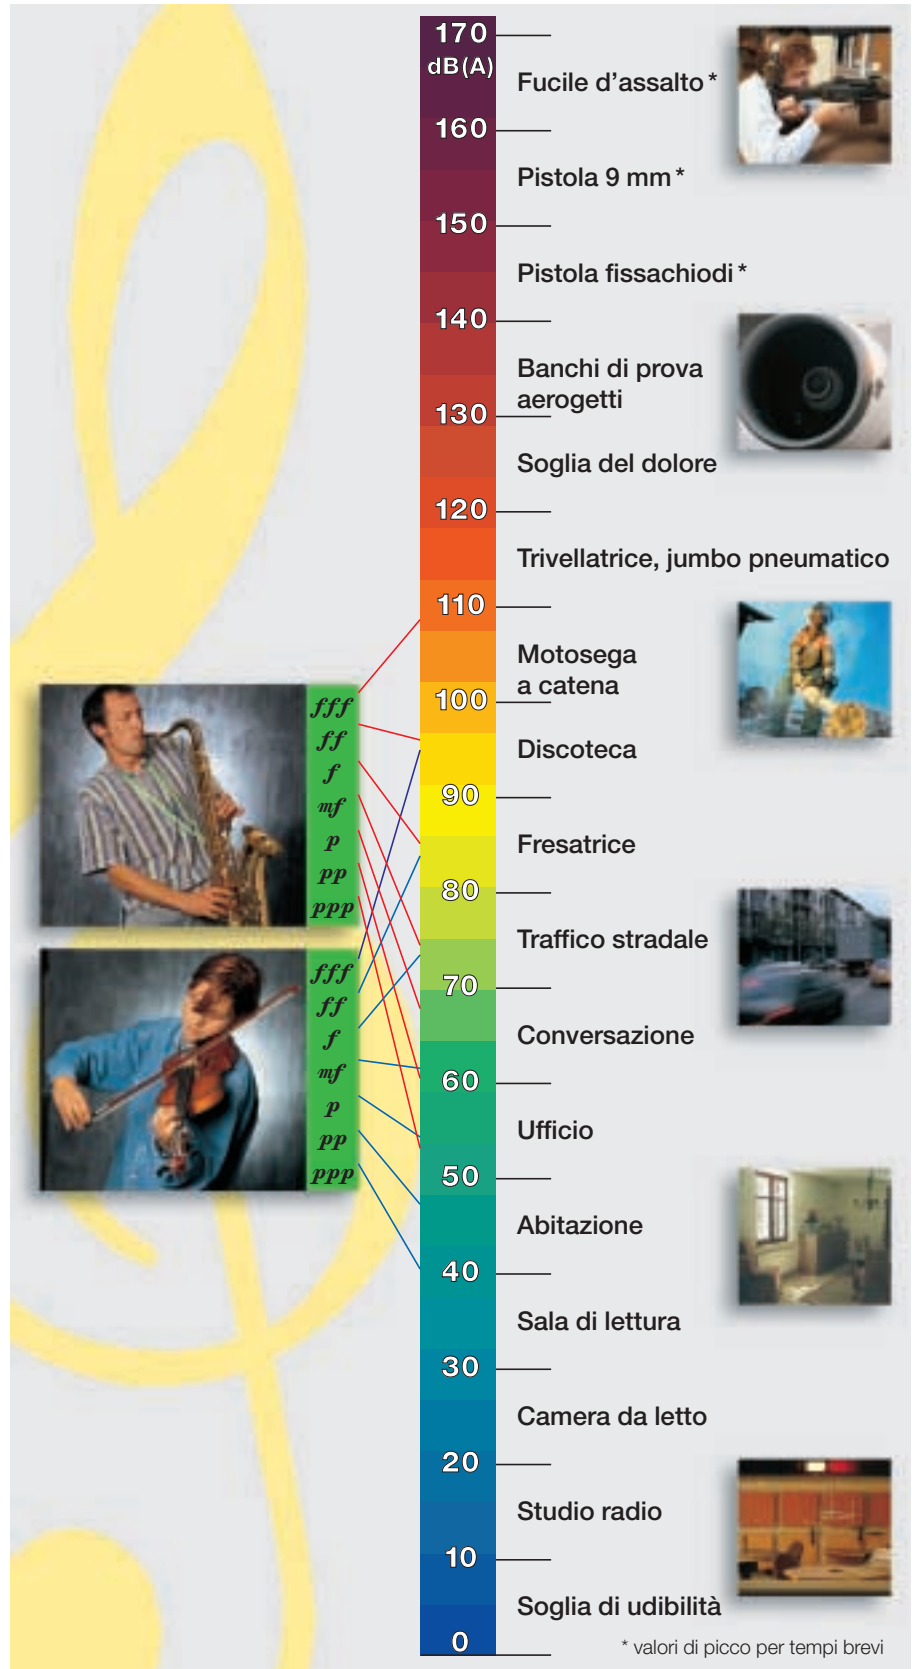 170
dB(A)
Fucile d'assalto*
160
Pistola 9 mm*
150
Pistola fissachiodi*
140
Banchi di prova
aerogetti
130
Soglia del dolore
120
Trivellatrice, jumbo pneumatico
110
Motosega
a catena
100
Discoteca
90
Fresatrice
80
Traffico stradale
70
Conversazione
60
Ufficio
50
Abitazione
40
Sala di lettura
30
Camera da letto
20
Studio radio
10
Soglia di udibilità
0
* valori di picco per tempi brevi
fff
ff
f
mf
p
pp
ppp
fff
ff
f
mf
p
pp
ppp